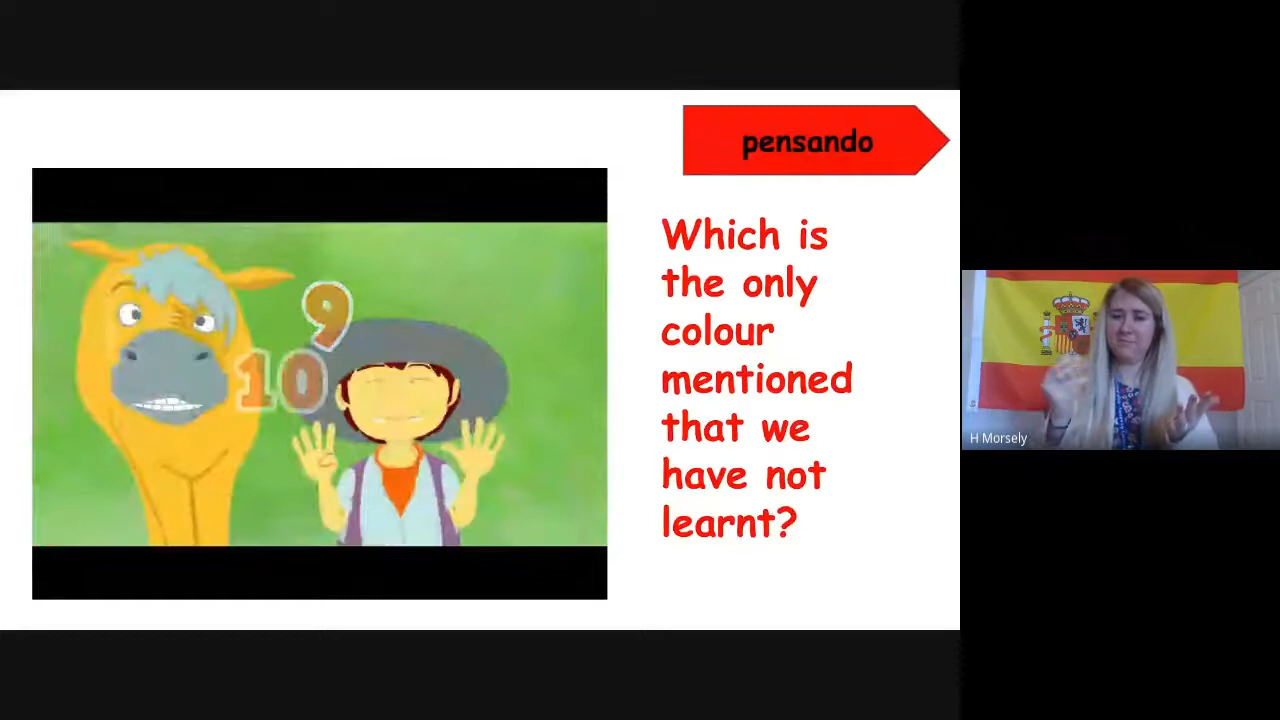 pensando
9
10
Which is
the only
colour
mentioned
that we
have not
learnt?
H Morsely